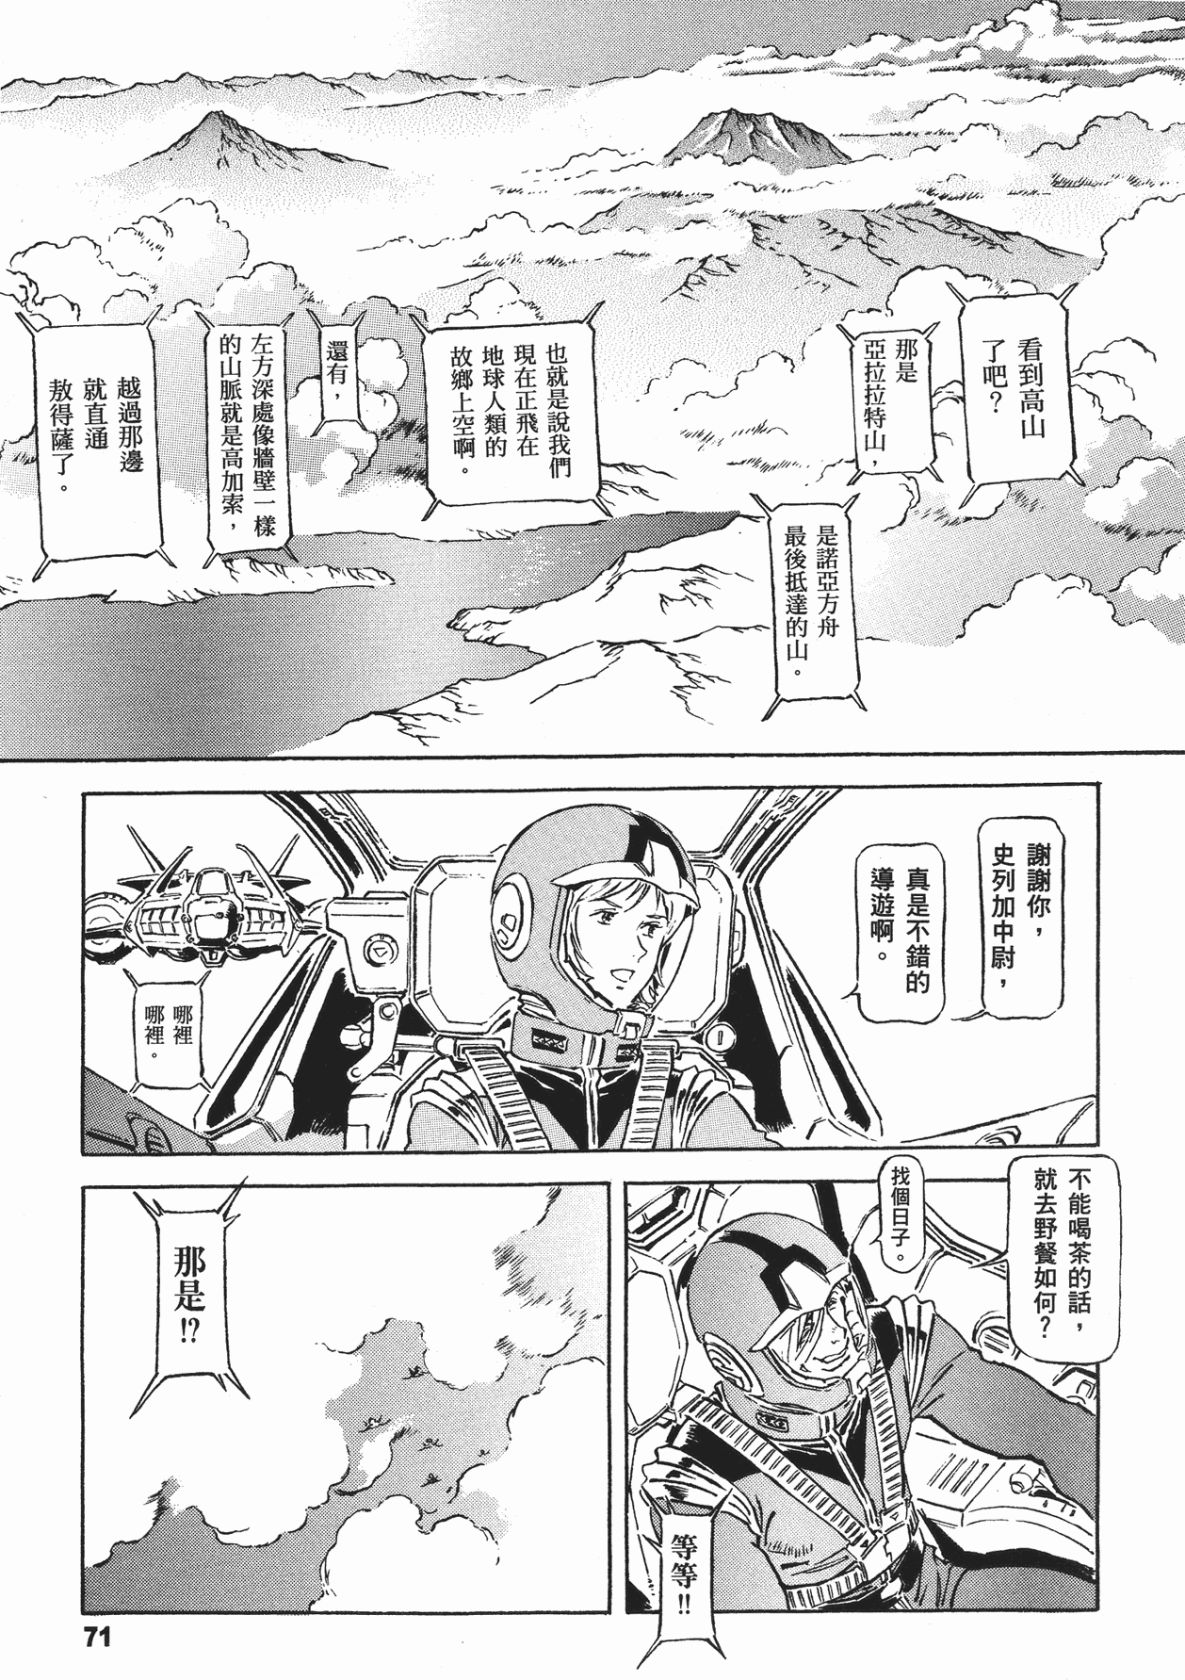 看到高山
了吧？
那是
亞拉拉特山，
是諾亞方舟
最後抵達的山。
也就是說我們
現在正飛在
地球人類的
故鄉上空啊。
還有，
左方深處像牆壁一樣
的山脈就是高加索，
越過那邊
就直通
敖得薩了。
謝謝你，
史列加中尉，
真是不錯的
導遊啊。
哪裡
哪裡。
不能喝茶的話，
就去野餐如何？
找個日子。
等等!!
那是!?
71